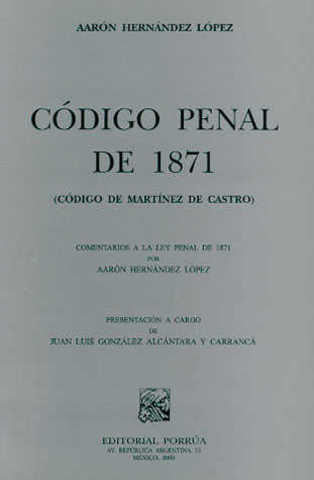 AARÓN HERNÁNDEZ LÓPEZ
CÓDIGO PENAL
DE 1871
(CÓDIGO DE MARTÍNEZ DE CASTRO)
COMENTARIOS A LA LEY PENAL DE 1871
POR
AARÓN HERNÁNDEZ LÓPEZ
PRESENTACIÓN A CARGO
DE
JUAN LUIS GONZÁLEZ ALCÁNTARA Y CARRANCÁ
EDITORIAL PORRÚA
AV. REPÚBLICA ARGENTINA, 15
MÉXICO, 2000